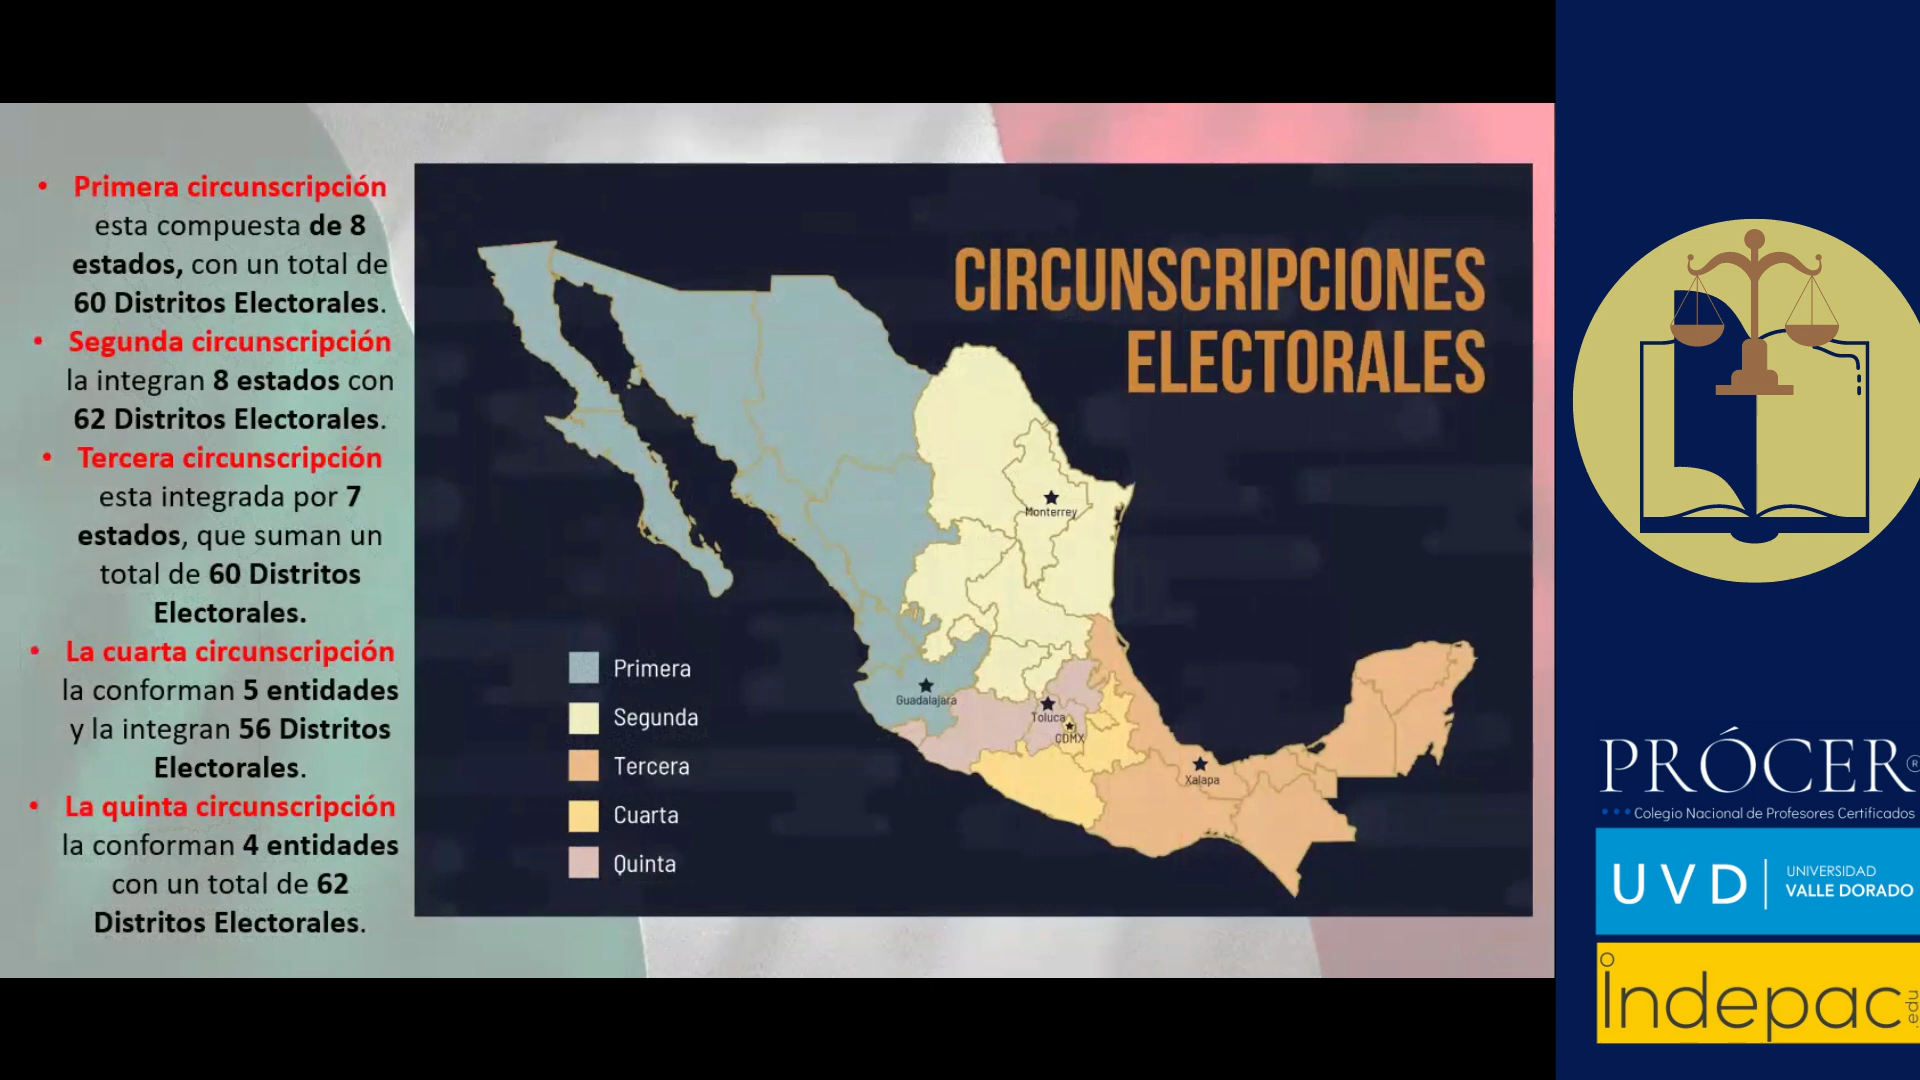 • Primera circunscripción
esta compuesta de 8
estados, con un total de
60 Distritos Electorales.
• Segunda circunscripción
la integran 8 estados con
62 Distritos Electorales.
• Tercera circunscripción
esta integrada por 7
estados, que suman un
total de 60 Distritos
Electorales.
• La cuarta circunscripción
la conforman 5 entidades
y la integran 56 Distritos
Electorales.
• La quinta circunscripción
la conforman 4 entidades
con un total de 62
Distritos Electorales.
CIRCUNSCRIPCIONES
ELECTORALES
Monterrey
Guadalajara
Toluca
CDMX
Xalapa
Primera
Segunda
Tercera
Cuarta
Quinta
PRÓCER®
Colegio Nacional de Profesores Certificados
UVD
UNIVERSIDAD
VALLE DORADO
indepac
.edu